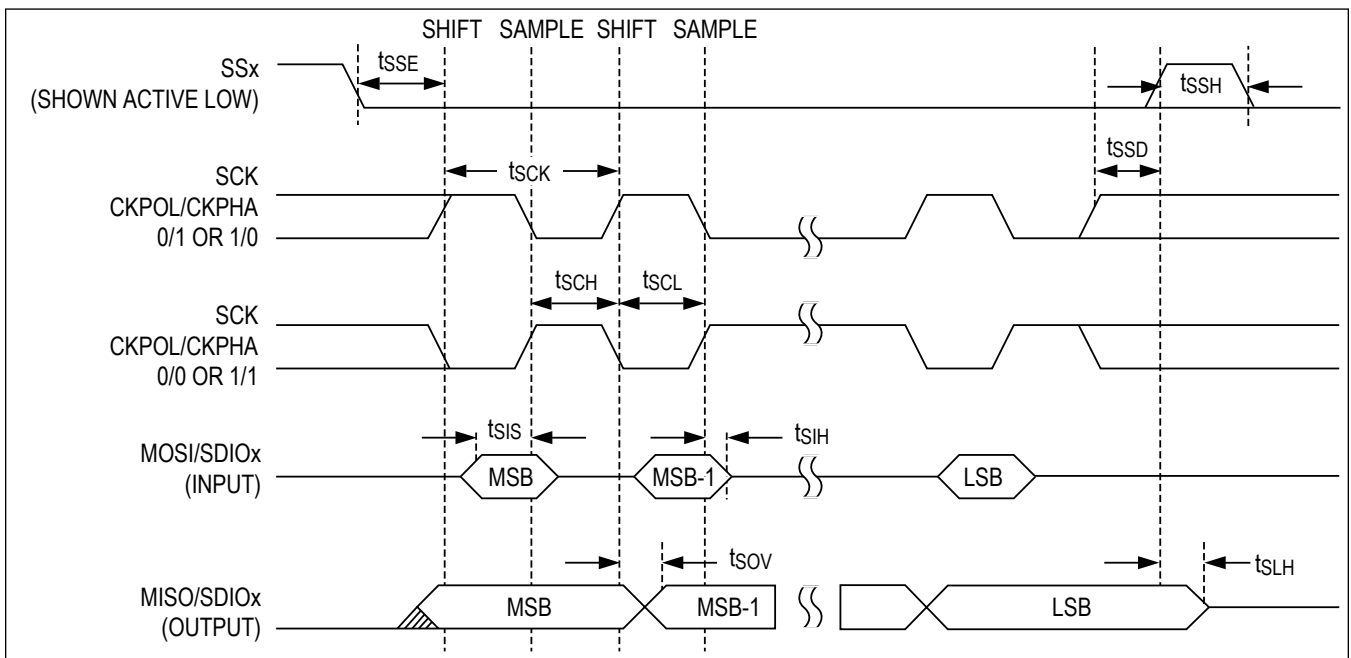 SHIFT SAMPLE SHIFT SAMPLE
SSx
(SHOWN ACTIVE LOW)
tSSE
tSSH
tSSD
SCK
CKPOL/CKPHA
0/1 OR 1/0
tSCK
tSCH
tSCL
SCK
CKPOL/CKPHA
0/0 OR 1/1
MOSI/SDIOx
(INPUT)
tSIS
tSIH
MSB
MSB-1
LSB
MISO/SDIOx
(OUTPUT)
tSOV
tSLH
MSB
MSB-1
LSB